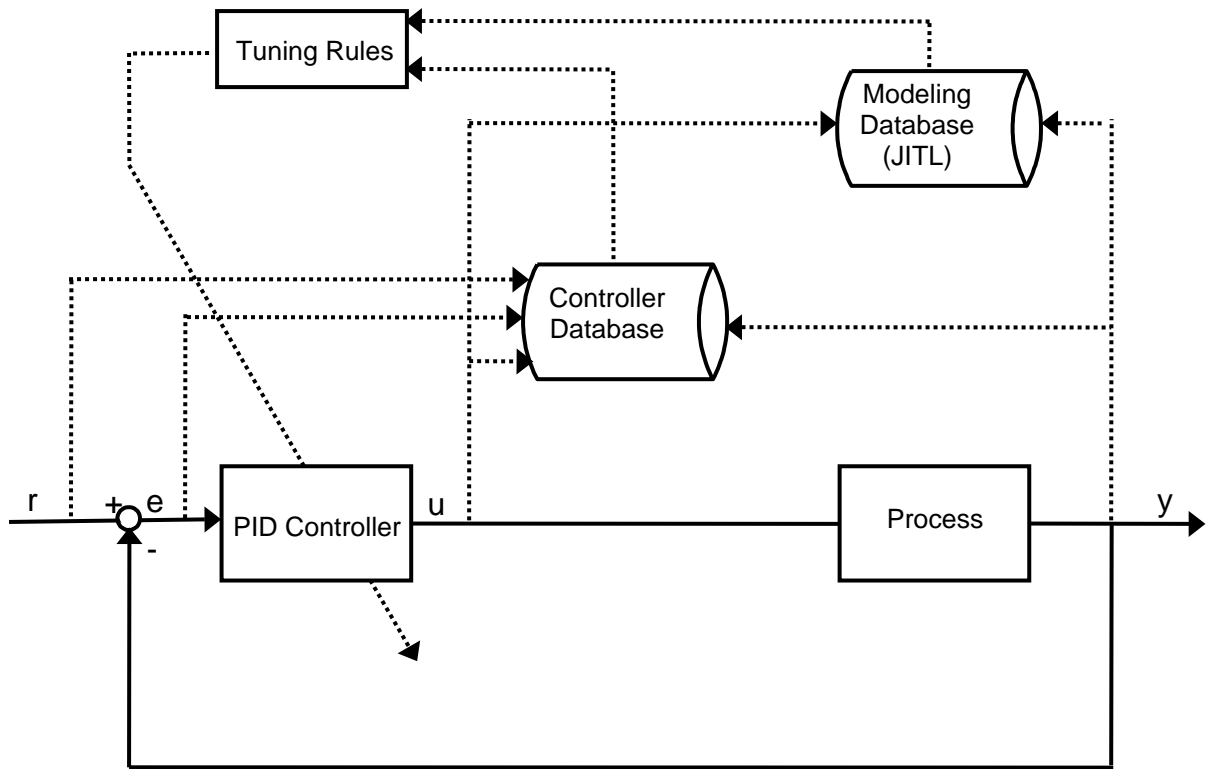 Tuning Rules
Modeling
Database
(JITL)
Controller
Database
r
+
e
-
PID Controller
u
Process
y